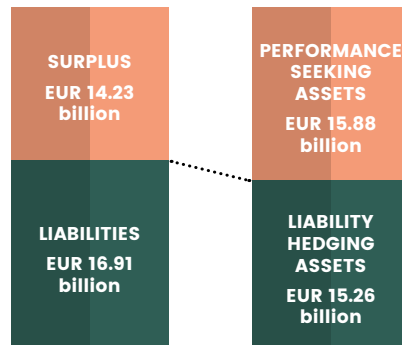 SURPLUS
EUR 14.23
billion
LIABILITIES
EUR 16.91
billion
PERFORMANCE
SEEKING
ASSETS
EUR 15.88
billion
LIABILITY
HEDGING
ASSETS
EUR 15.26
billion